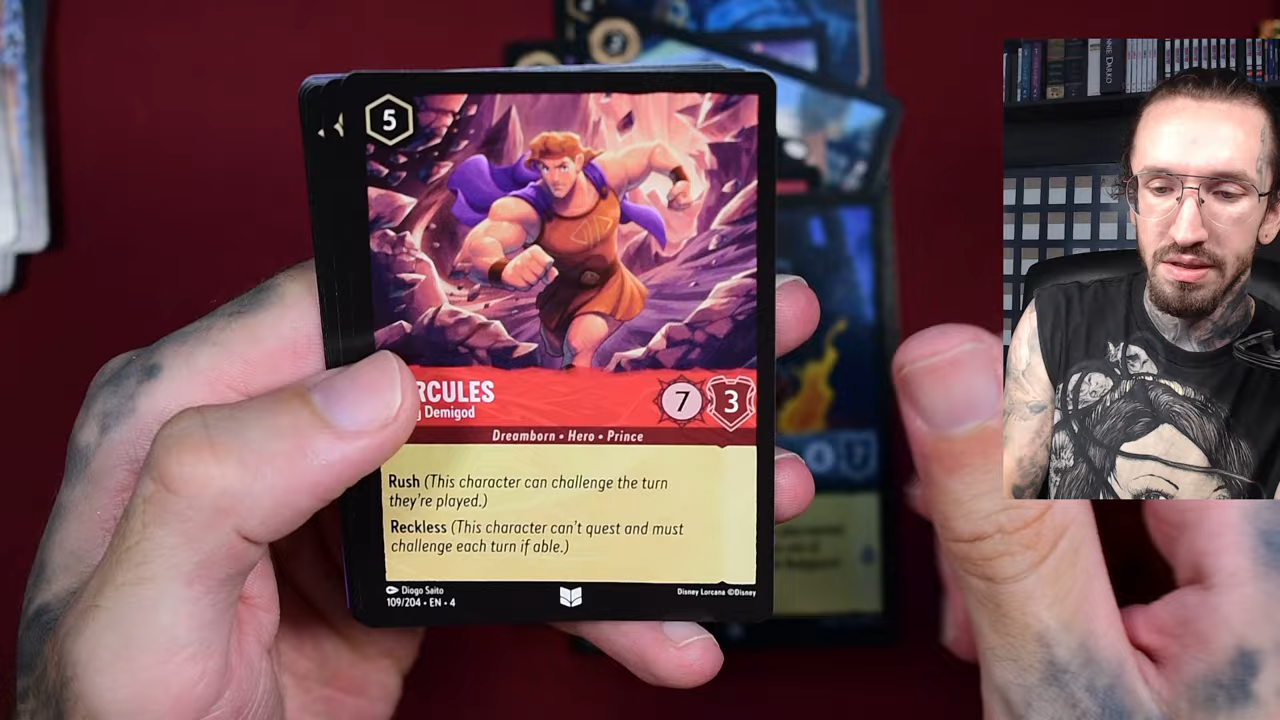 5
RCULES
Demigod
7
3
Dreamborn • Hero • Prince
Rush (This character can challenge the turn
they're played.)
Reckless (This character can't quest and must
challenge each turn if able.)
Diogo Saito
109/204 • EN • 4
Disney Lorcana ©Disney
NNIE DARKO